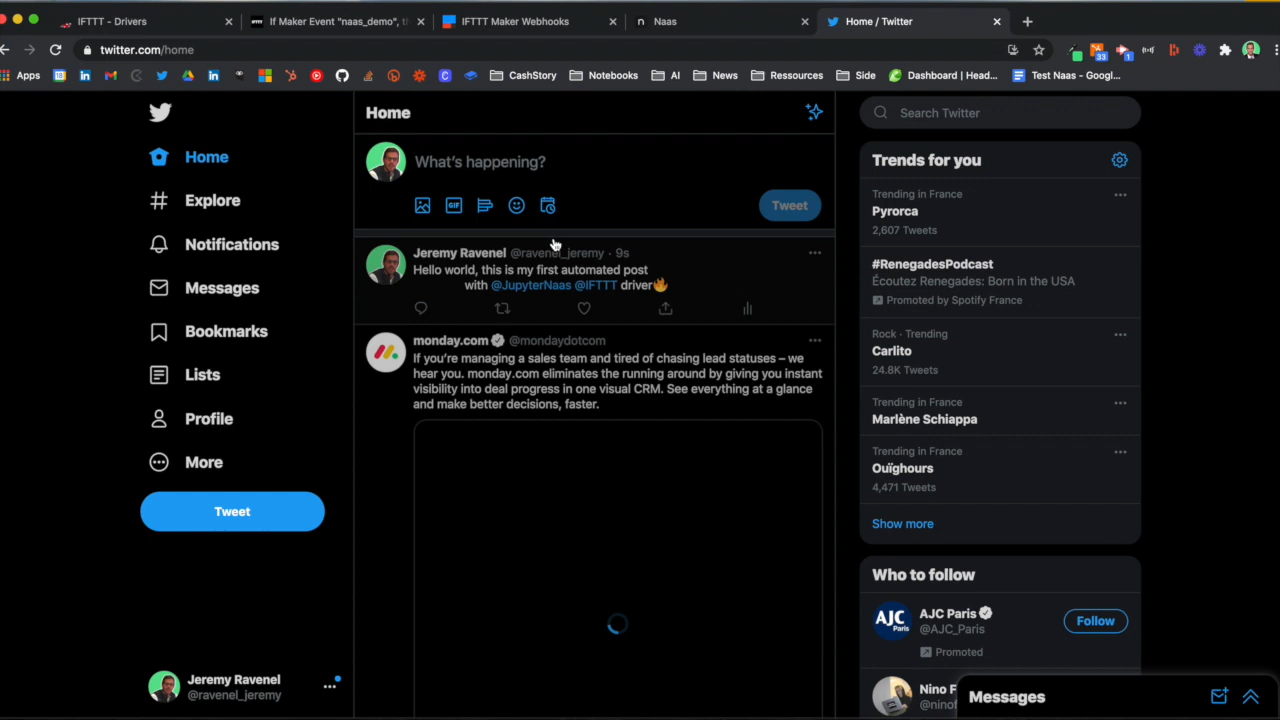 IFTTT - Drivers
If Maker Event "naas_demo", t
IFTTT Maker Webhooks
Naas
Home / Twitter
twitter.com/home
33
1
Apps
18
CashStory
Notebooks
AI
News
Ressources
Side
Dashboard | Head...
Test Naas - Googl...
Home
Explore
Notifications
Messages
Bookmarks
Lists
Profile
More
Tweet
Jeremy Ravenel
@ravenel_jeremy
Home
What's happening?
GIF
Tweet
Jeremy Ravenel @ravenel_jeremy · 9s
Hello world, this is my first automated post
with @JupyterNaas @IFTTT driver🔥
monday.com @mondaydotcom
If you're managing a sales team and tired of chasing lead statuses – we
hear you. monday.com eliminates the running around by giving you instant
visibility into deal progress in one visual CRM. See everything at a glance
and make better decisions, faster.
Search Twitter
Trends for you
Trending in France
Pyrorca
2,607 Tweets
#RenegadesPodcast
Écoutez Renegades: Born in the USA
Promoted by Spotify France
Rock · Trending
Carlito
24.8K Tweets
Trending in France
Marlène Schiappa
Trending in France
Ouïghours
4,471 Tweets
Show more
Who to follow
AJC Paris
AJC Paris
@AJC_Paris
Follow
Promoted
Nino F
@ninof
Messages